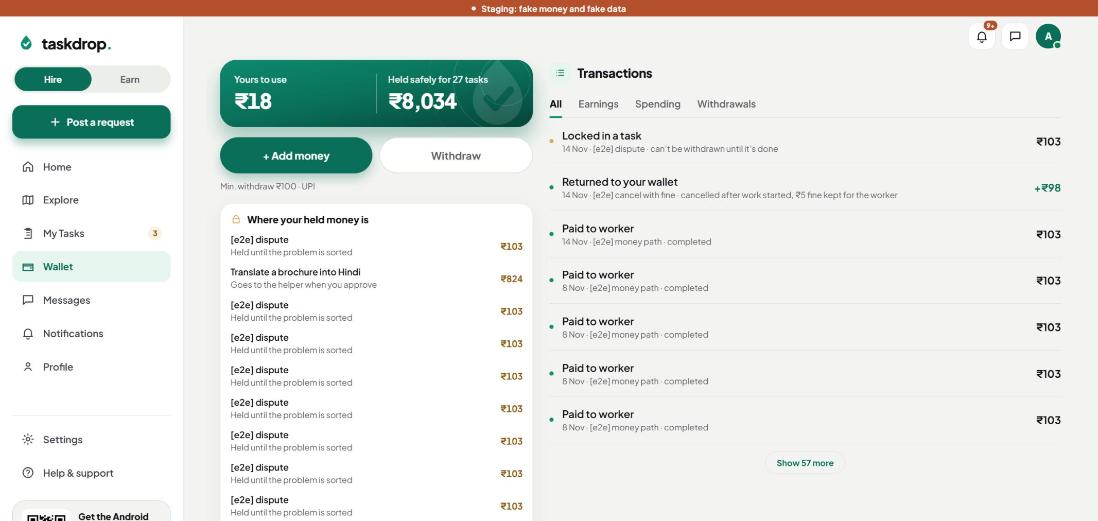 Staging: fake money and fake data
taskdrop.
Hire
Earn
+ Post a request
Home
Explore
My Tasks
3
Wallet
Messages
Notifications
Profile
Settings
Help & support
Get the Android
9+
A
Yours to use
₹18
Held safely for 27 tasks
₹8,034
+ Add money
Withdraw
Min. withdraw ₹100 · UPI
Where your held money is
[e2e] dispute
Held until the problem is sorted
₹103
Translate a brochure into Hindi
Goes to the helper when you approve
₹824
[e2e] dispute
Held until the problem is sorted
₹103
[e2e] dispute
Held until the problem is sorted
₹103
[e2e] dispute
Held until the problem is sorted
₹103
[e2e] dispute
Held until the problem is sorted
₹103
[e2e] dispute
Held until the problem is sorted
₹103
[e2e] dispute
Held until the problem is sorted
₹103
[e2e] dispute
Held until the problem is sorted
₹103
Transactions
All
Earnings
Spending
Withdrawals
Locked in a task
14 Nov · [e2e] dispute · can't be withdrawn until it's done
₹103
Returned to your wallet
14 Nov · [e2e] cancel with fine · cancelled after work started, ₹5 fine kept for the worker
+₹98
Paid to worker
14 Nov · [e2e] money path · completed
₹103
Paid to worker
8 Nov · [e2e] money path · completed
₹103
Paid to worker
8 Nov · [e2e] money path · completed
₹103
Paid to worker
8 Nov · [e2e] money path · completed
₹103
Paid to worker
8 Nov · [e2e] money path · completed
₹103
Show 57 more